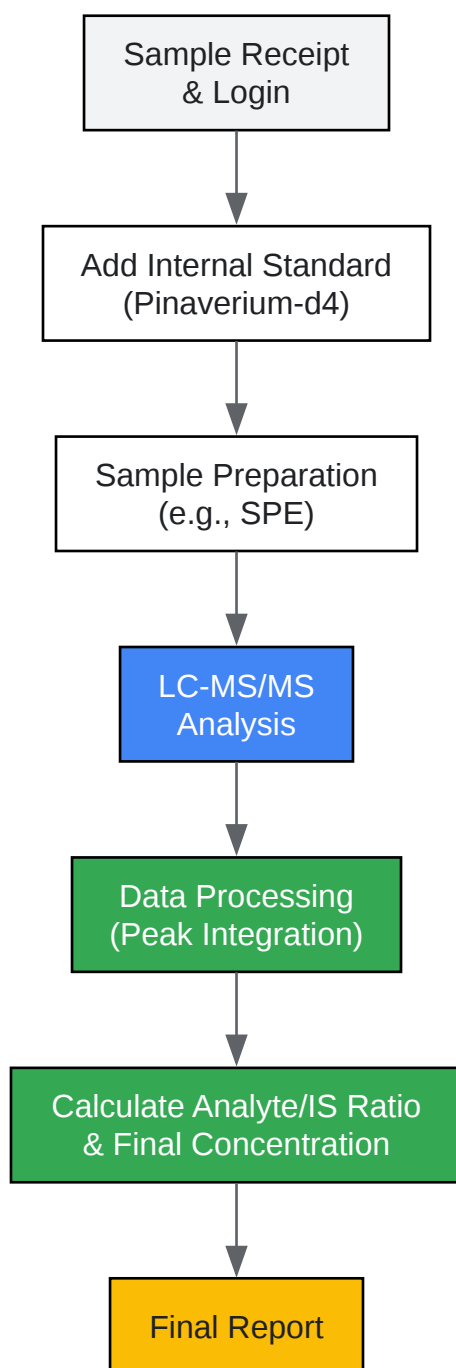 Sample Receipt
& Login
Add Internal Standard
(Pinaverium-d4)
Sample Preparation
(e.g., SPE)
LC-MS/MS
Analysis
Data Processing
(Peak Integration)
Calculate Analyte/IS Ratio
& Final Concentration
Final Report